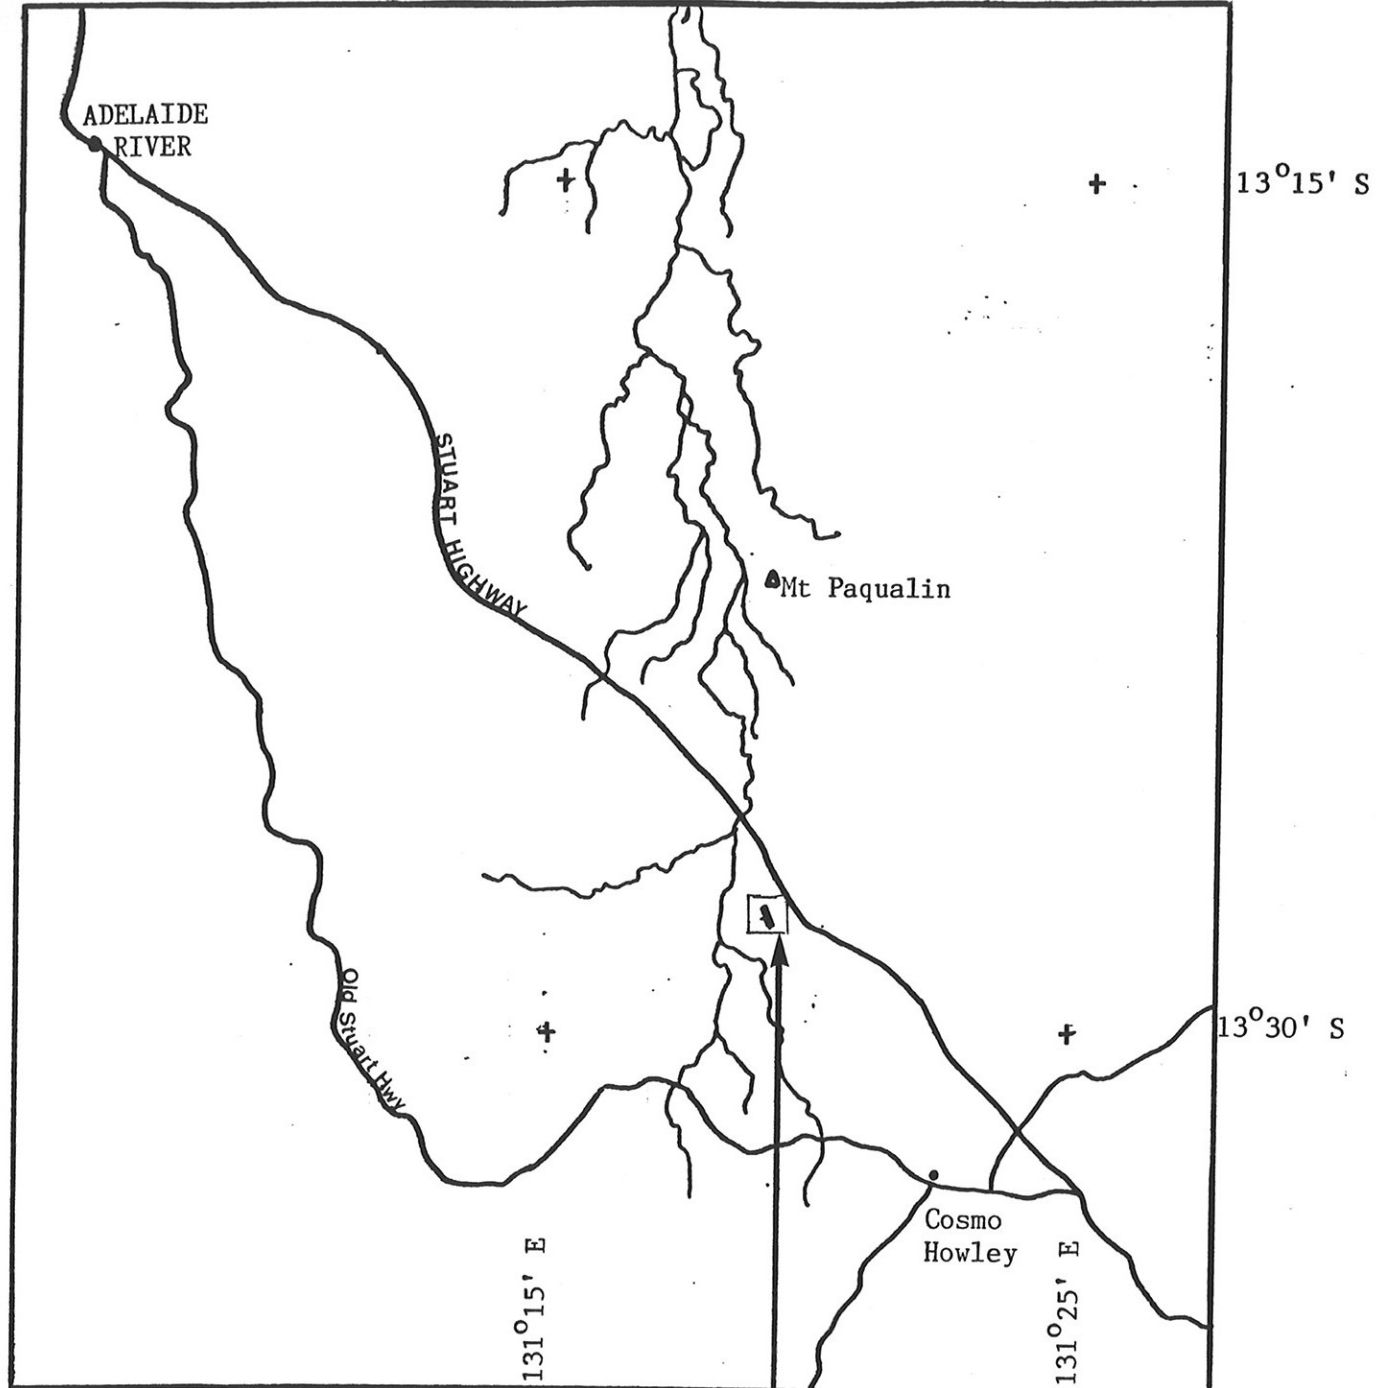 ADELAIDE
RIVER
13°15' S
STUART HIGHWAY
Mt Paqualin
Old Stuart Hwy
13°30' S
Cosmo
Howley
131°15' E
131°25' E